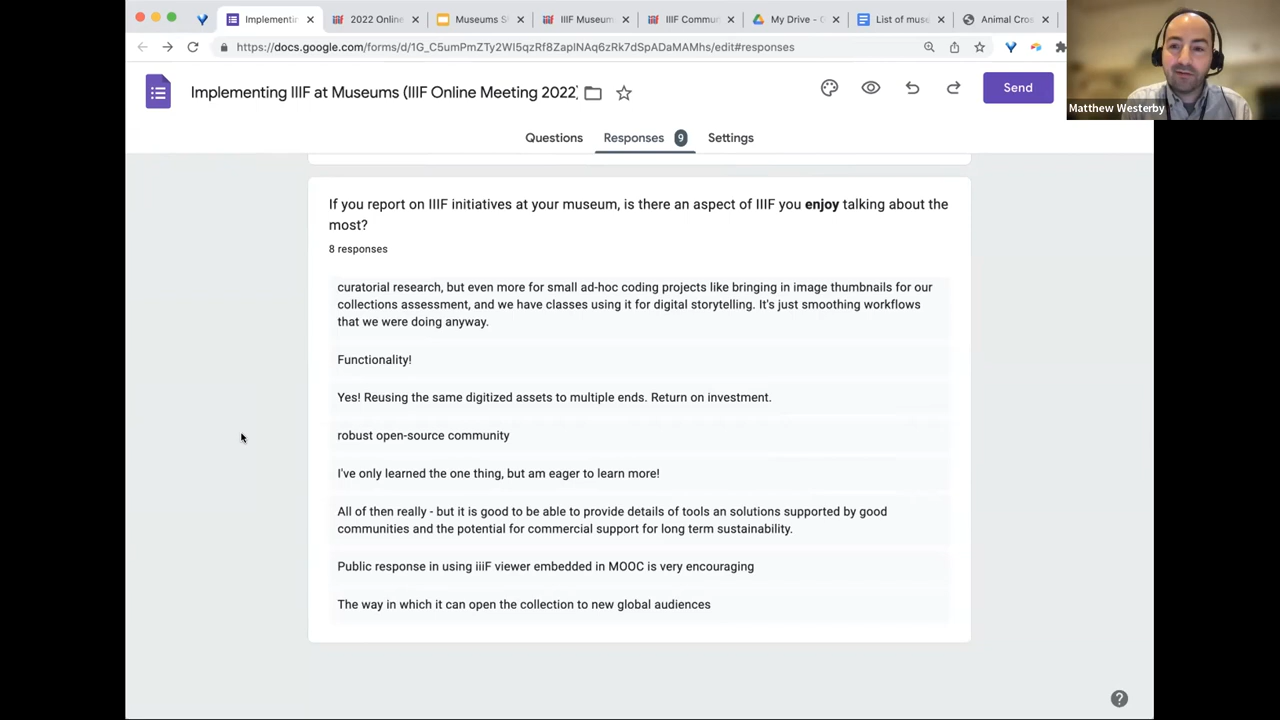 Implementin
2022 Online
Museums S
IIIF Museum
IIIF Commun
My Drive - G
List of muse
Animal Cros
https://docs.google.com/forms/d/1G_C5umPmZTy2WI5qzRf8ZapINAq6zRk7dSpADaMAMhs/edit#responses
Implementing IIIF at Museums (IIIF Online Meeting 2022)
Send
Matthew Westerby
Questions
Responses 9
Settings
If you report on IIIF initiatives at your museum, is there an aspect of IIIF you enjoy talking about the
most?
8 responses
curatorial research, but even more for small ad-hoc coding projects like bringing in image thumbnails for our
collections assessment, and we have classes using it for digital storytelling. It's just smoothing workflows
that we were doing anyway.
Functionality!
Yes! Reusing the same digitized assets to multiple ends. Return on investment.
robust open-source community
I've only learned the one thing, but am eager to learn more!
All of then really - but it is good to be able to provide details of tools an solutions supported by good
communities and the potential for commercial support for long term sustainability.
Public response in using iiiF viewer embedded in MOOC is very encouraging
The way in which it can open the collection to new global audiences